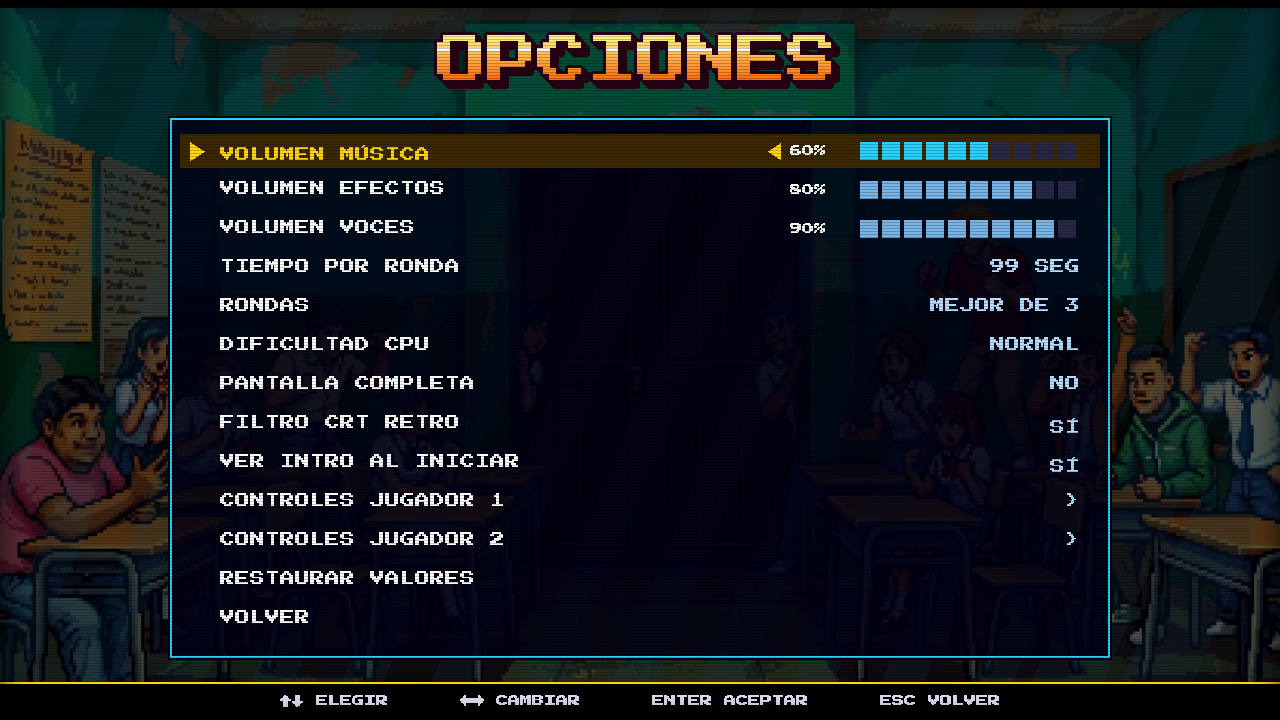 OPCIONES
VOLUMEN MÚSICA 60%
VOLUMEN EFECTOS 80%
VOLUMEN VOCES 90%
TIEMPO POR RONDA 99 SEG
RONDAS MEJOR DE 3
DIFICULTAD CPU NORMAL
PANTALLA COMPLETA NO
FILTRO CRT RETRO SÍ
VER INTRO AL INICIAR SÍ
CONTROLES JUGADOR 1 >
CONTROLES JUGADOR 2 >
RESTAURAR VALORES
VOLVER
↑↓ ELEGIR ↔ CAMBIAR ENTER ACEPTAR ESC VOLVER